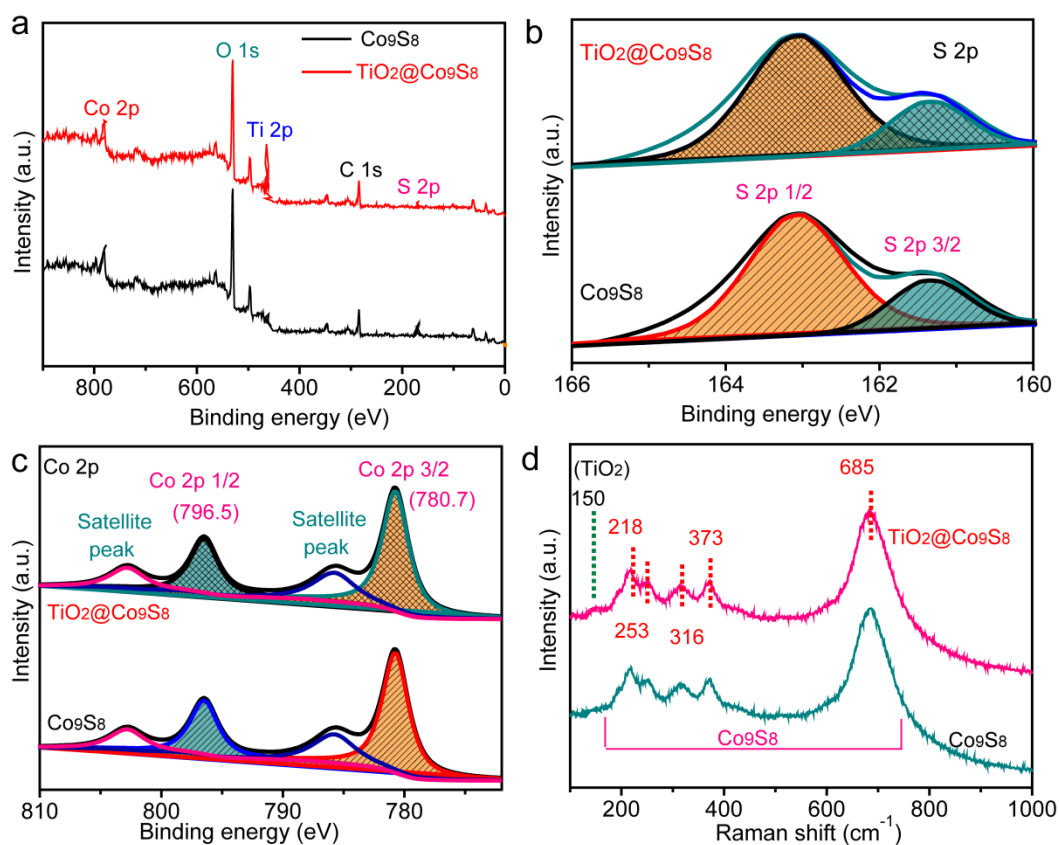 a
Co₉S₈
TiO₂@Co₉S₈
O 1s
Co 2p
Ti 2p
C 1s
S 2p
Intensity (a.u.)
800 600 400 200 0
Binding energy (eV)
b
TiO₂@Co₉S₈
S 2p
S 2p 1/2
S 2p 3/2
Co₉S₈
Intensity (a.u.)
166 164 162 160
Binding energy (eV)
c
Co 2p
Co 2p 1/2
(796.5)
Co 2p 3/2
(780.7)
Satellite
peak
Satellite
peak
TiO₂@Co₉S₈
Co₉S₈
Intensity (a.u.)
810 800 790 780
Binding energy (eV)
d
(TiO₂)
150
218
253
316
373
685
TiO₂@Co₉S₈
Co₉S₈
Co₉S₈
Intensity (a.u.)
200 400 600 800 1000
Raman shift (cm⁻¹)